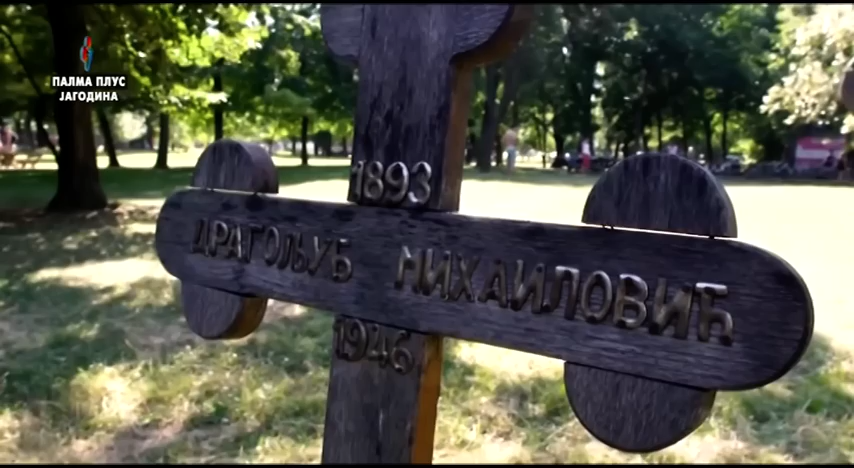 ПАЛМА ПЛУС
ЈАГОДИНА
1893
ДРАГОЉУБ МИХАИЛОВИЋ
1946